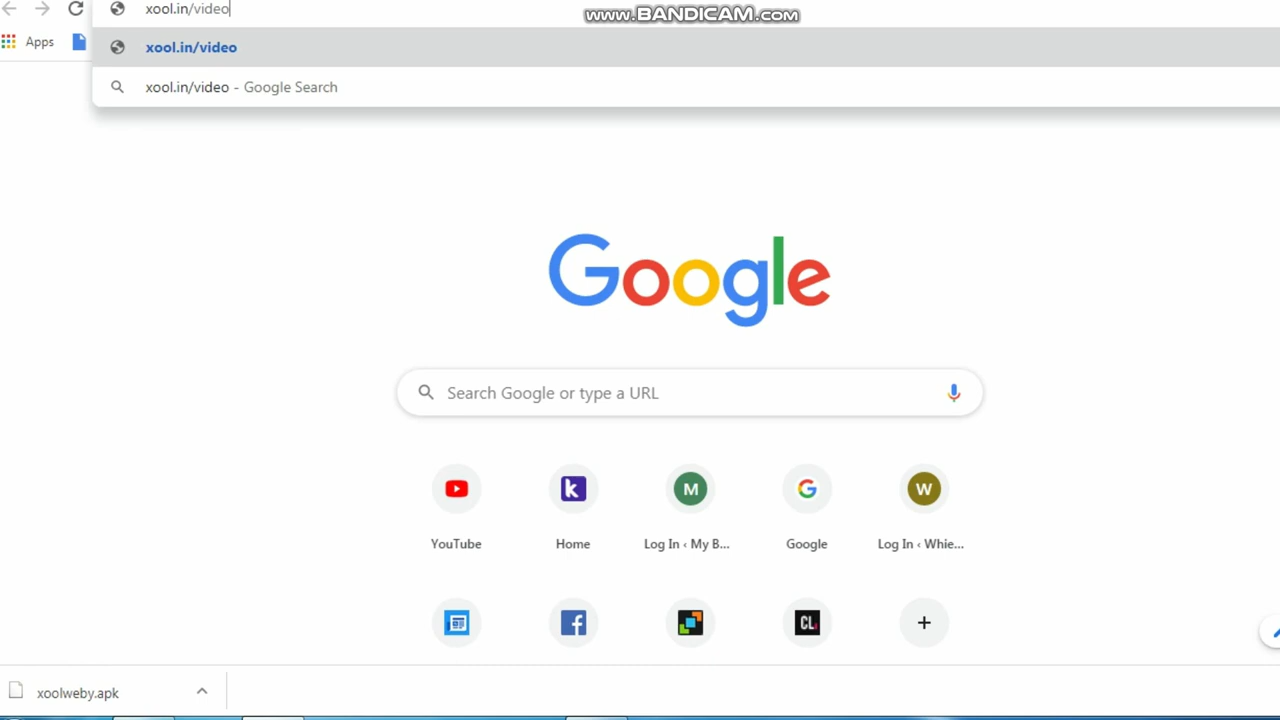 xool.in/video
www.BANDICAM.com
Apps
xool.in/video
xool.in/video - Google Search
Google
Search Google or type a URL
k
M
G
W
YouTube
Home
Log In ‹ My B...
Google
Log In ‹ Whie...
f
CL
xoolweby.apk